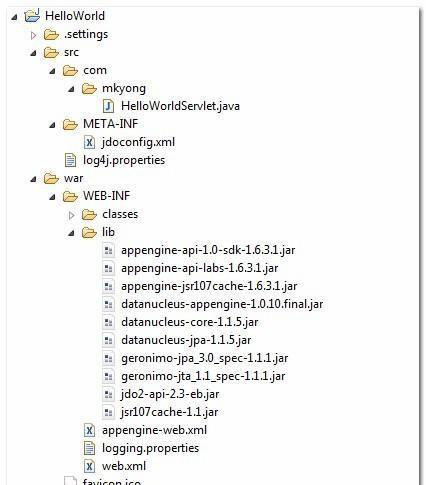 HelloWorld
.settings
src
com
mkyong
HelloWorldServlet.java
META-INF
jdoconfig.xml
log4j.properties
war
WEB-INF
classes
lib
appengine-api-1.0-sdk-1.6.3.1.jar
appengine-api-labs-1.6.3.1.jar
appengine-jsr107cache-1.6.3.1.jar
datanucleus-appengine-1.0.10.final.jar
datanucleus-core-1.1.5.jar
datanucleus-jpa-1.1.5.jar
geronimo-jpa_3.0_spec-1.1.1.jar
geronimo-jta_1.1_spec-1.1.1.jar
jdo2-api-2.3-eb.jar
jsr107cache-1.1.jar
appengine-web.xml
logging.properties
web.xml
favicon.ico